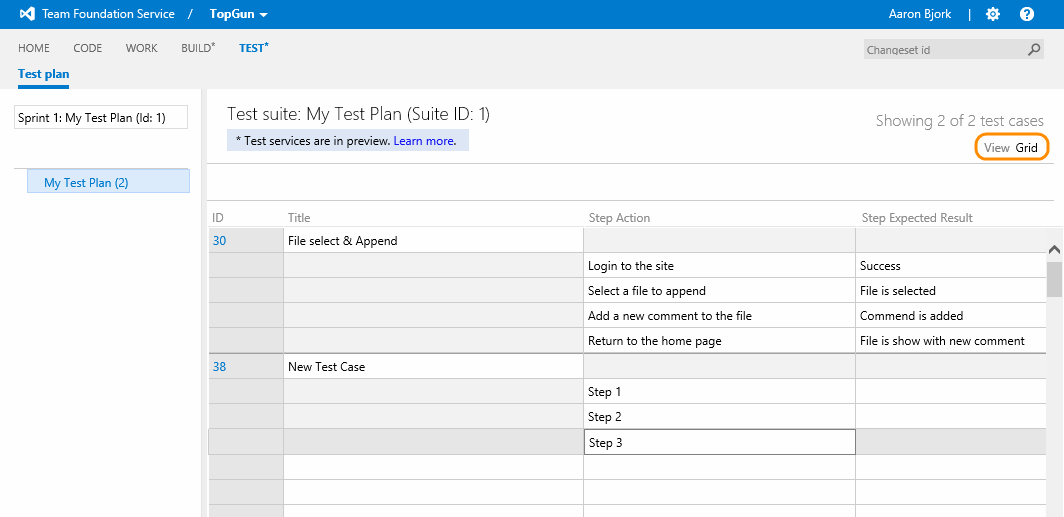 Team Foundation Service / TopGun Aaron Bjork | ?
HOME CODE WORK BUILD* TEST* Changeset id
Test plan
Sprint 1: My Test Plan (Id: 1)
My Test Plan (2)
Test suite: My Test Plan (Suite ID: 1)
* Test services are in preview. Learn more.
Showing 2 of 2 test cases
View Grid
ID Title Step Action Step Expected Result
30 File select & Append
Login to the site Success
Select a file to append File is selected
Add a new comment to the file Commend is added
Return to the home page File is show with new comment
38 New Test Case
Step 1
Step 2
Step 3